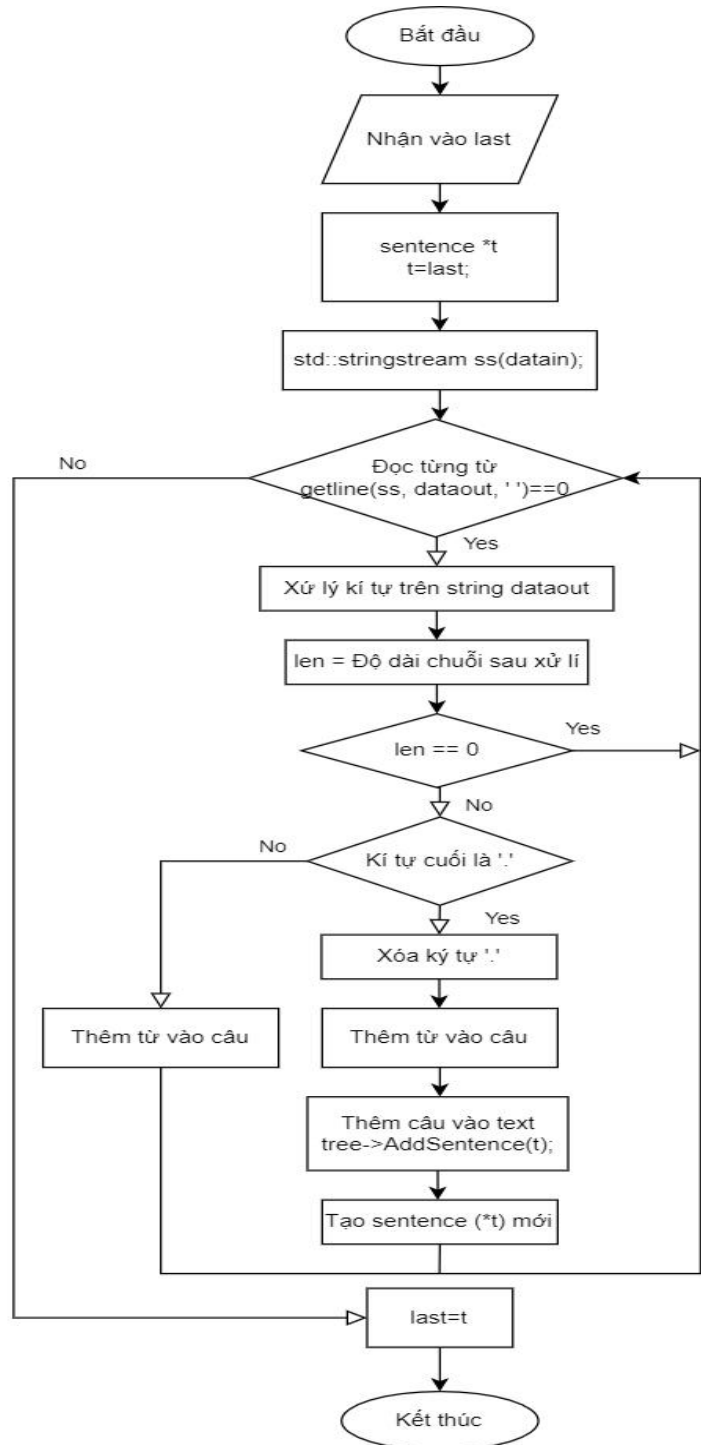 Bắt đầu
Nhận vào last
sentence *t
t=last;
std::stringstream ss(datain);
No
Đọc từng từ
getline(ss, dataout, ' ')==0
Yes
Xử lý kí tự trên string dataout
len = Độ dài chuỗi sau xử lí
len == 0
Yes
No
Kí tự cuối là '.'
No
Yes
Xóa ký tự '.'
Thêm từ vào câu
Thêm từ vào câu
Thêm câu vào text
tree->AddSentence(t);
Tạo sentence (*t) mới
last=t
Kết thúc